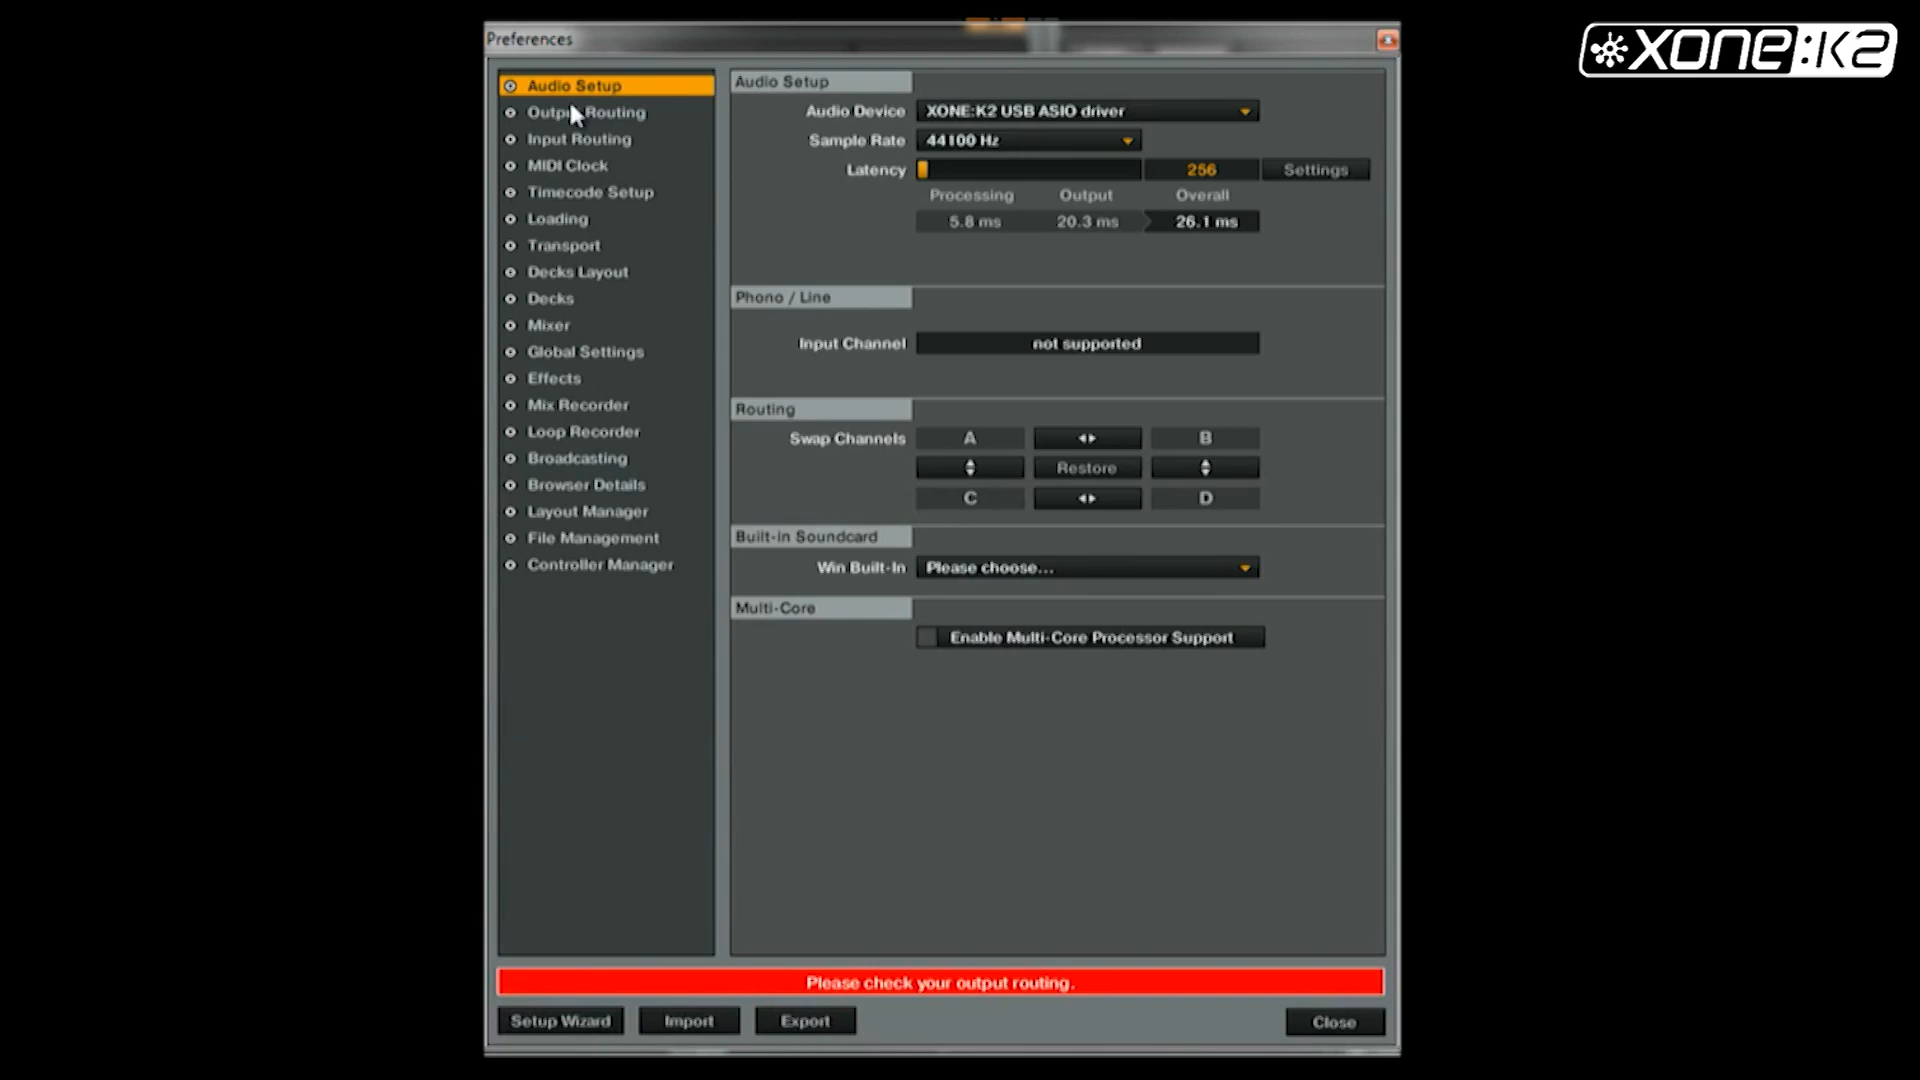 XONE:K2
Preferences
Audio Setup
Output Routing
Input Routing
MIDI Clock
Timecode Setup
Loading
Transport
Decks Layout
Decks
Mixer
Global Settings
Effects
Mix Recorder
Loop Recorder
Broadcasting
Browser Details
Layout Manager
File Management
Controller Manager
Audio Setup
Audio Device XONE:K2 USB ASIO driver
Sample Rate 44100 Hz
Latency 256 Settings
Processing Output Overall
5.8 ms 20.3 ms 26.1 ms
Phono / Line
Input Channel not supported
Routing
Swap Channels A B
Restore
C D
Built-in Soundcard
Win Built-In Please choose...
Multi-Core
Enable Multi-Core Processor Support
Please check your output routing.
Setup Wizard Import Export Close